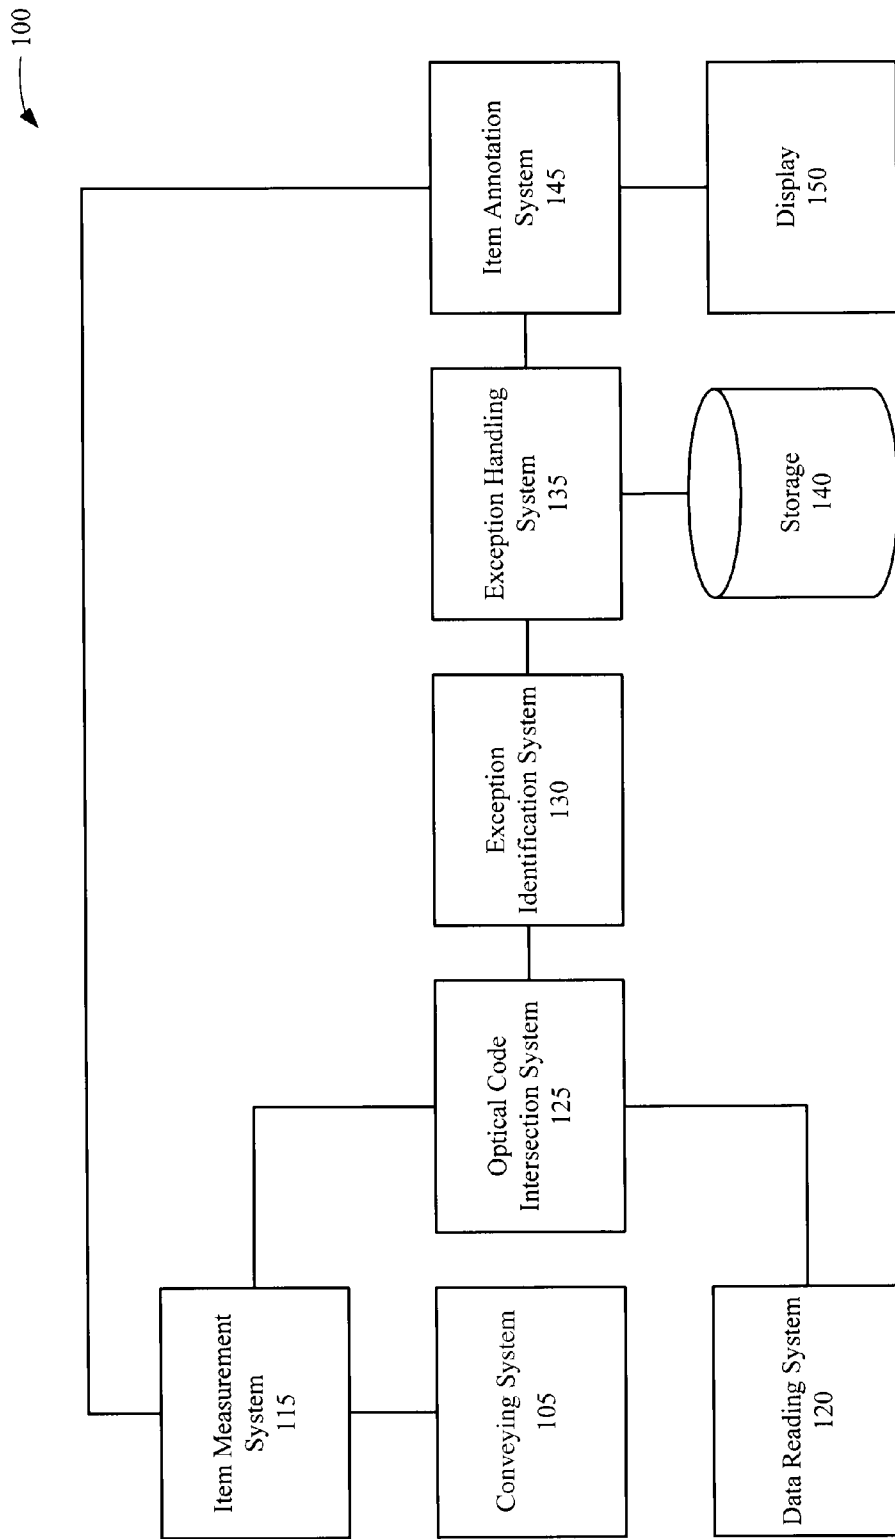 100
Item Measurement
System
115
Conveying System
105
Data Reading System
120
Optical Code
Intersection System
125
Exception
Identification System
130
Exception Handling
System
135
Storage
140
Item Annotation
System
145
Display
150